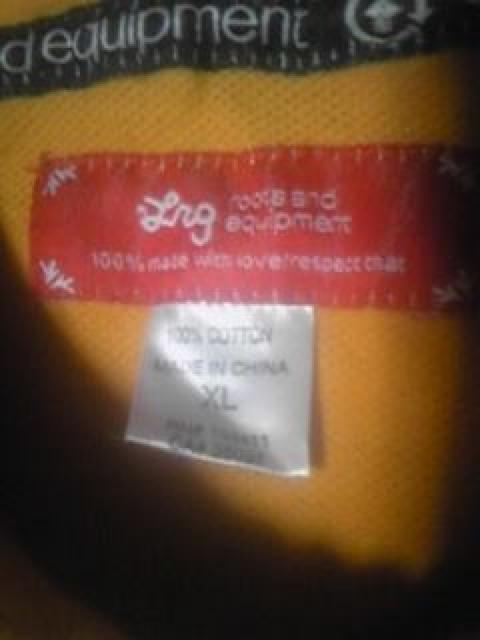 d equipment
Lrg roots and
equipment
100% made with love/respect that
100% COTTON
MADE IN CHINA
XL